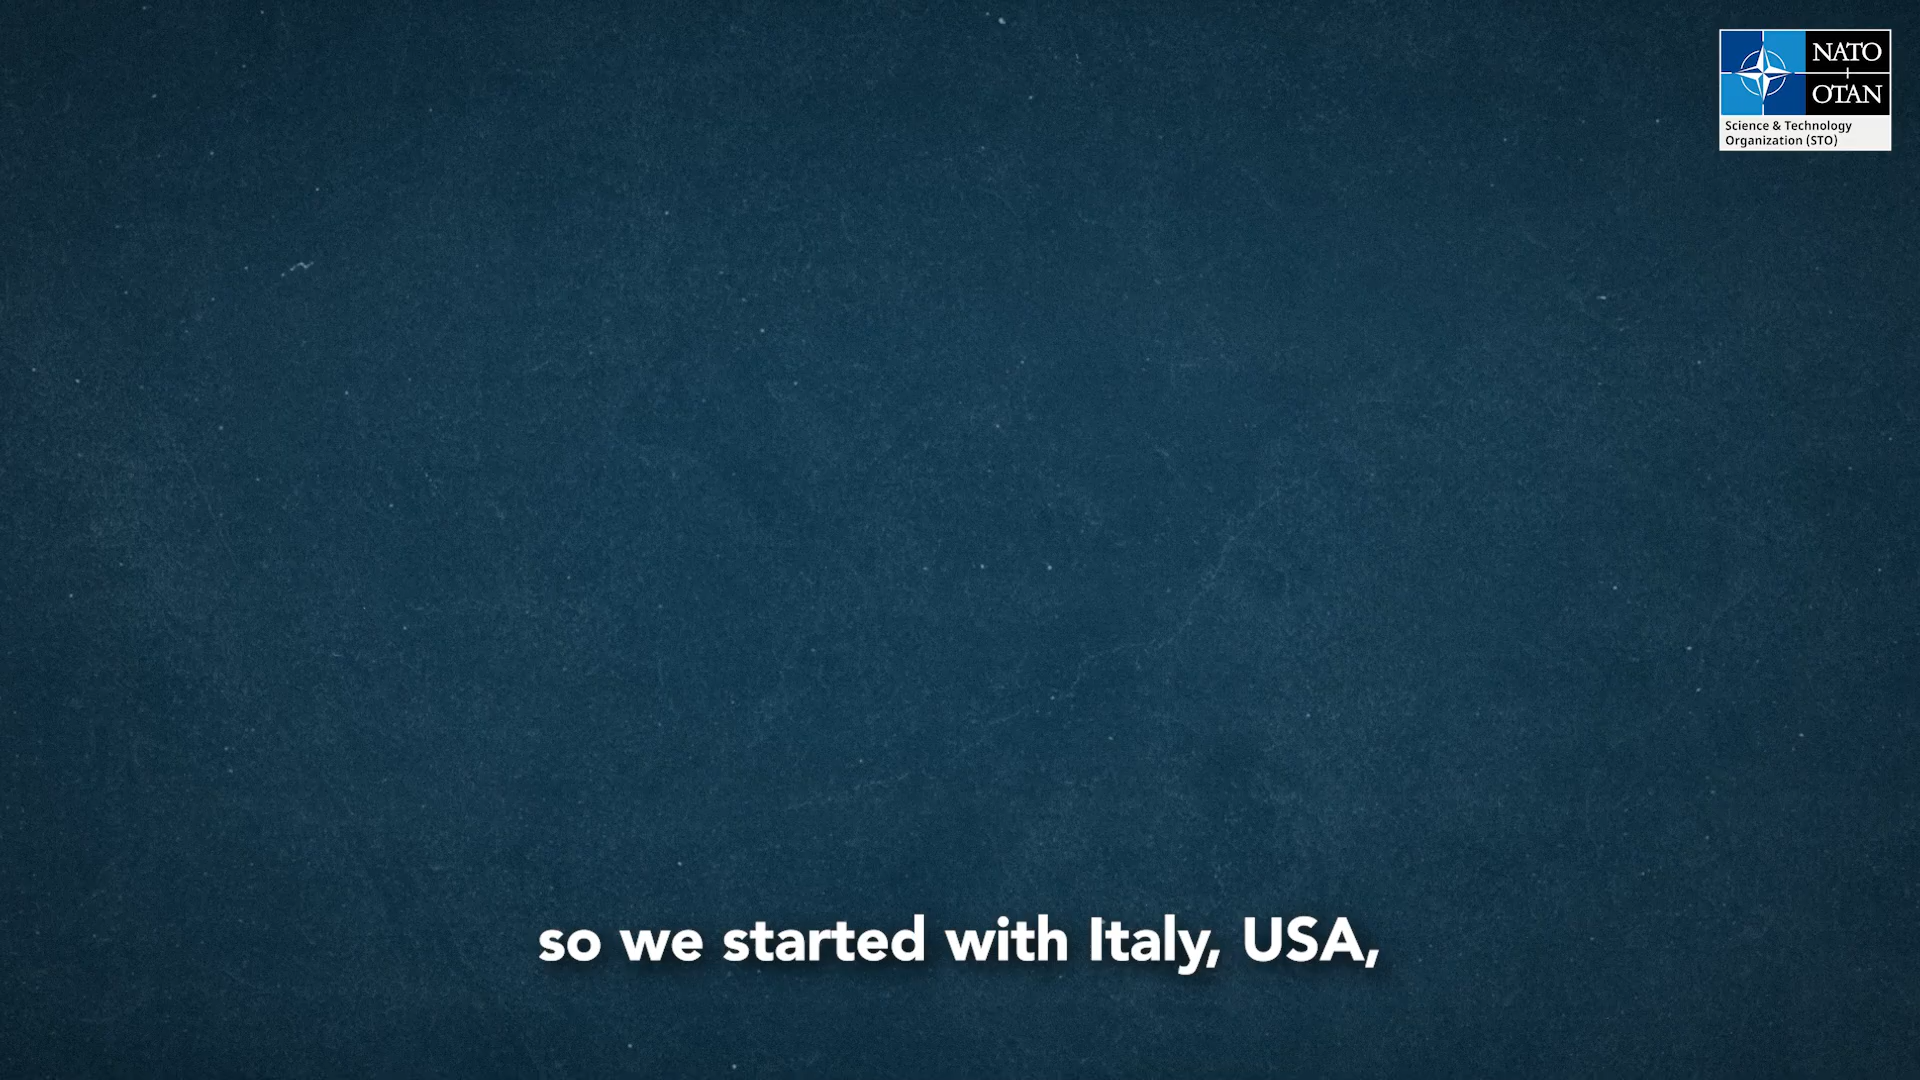 NATO
OTAN
Science & Technology
Organization (STO)
so we started with Italy, USA,